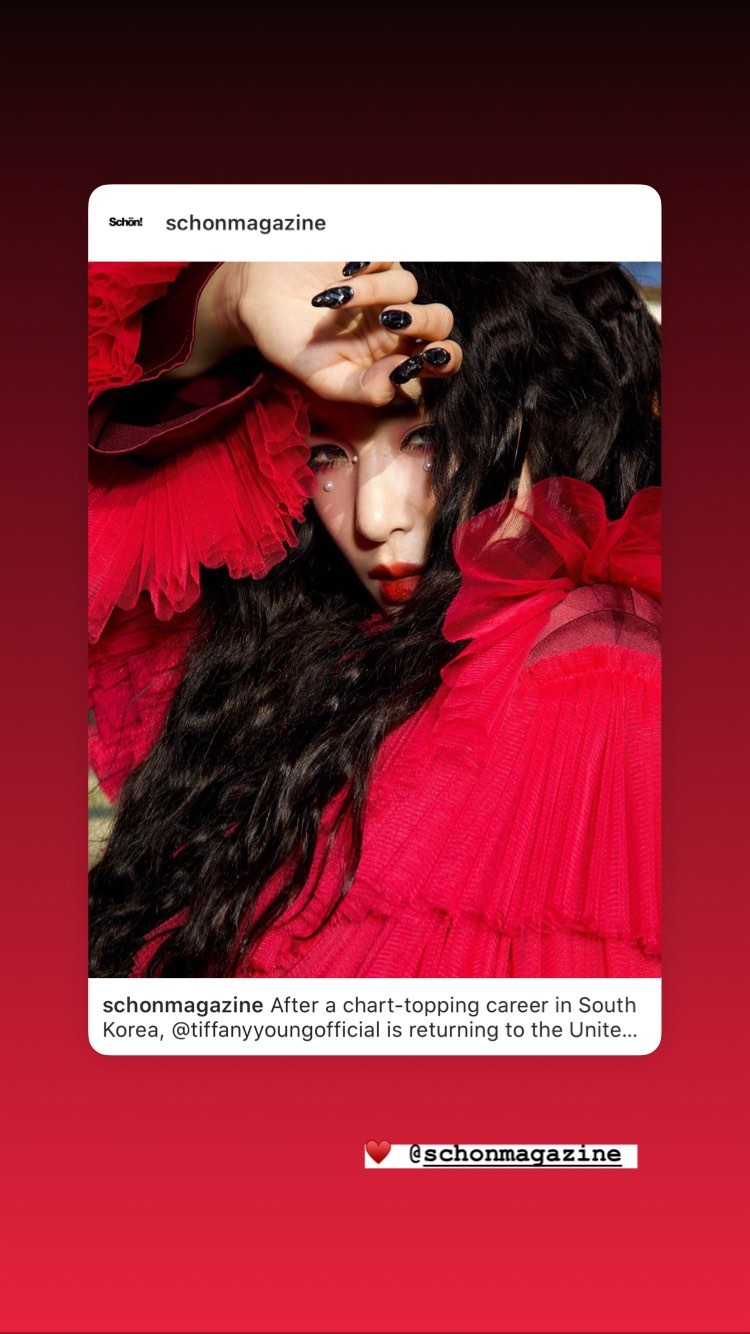 Schön! schonmagazine
schonmagazine After a chart-topping career in South
Korea, @tiffanyyoungofficial is returning to the Unite...
♥️ @schonmagazine